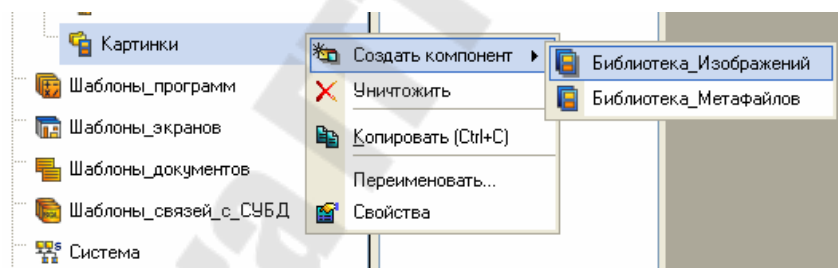 Картинки
Шаблоны_программ
Шаблоны_экранов
Шаблоны_документов
Шаблоны_связей_с_СУБД
Система
Создать компонент
Уничтожить
Копировать (Ctrl+C)
Переименовать...
Свойства
Библиотека_Изображений
Библиотека_Метафайлов